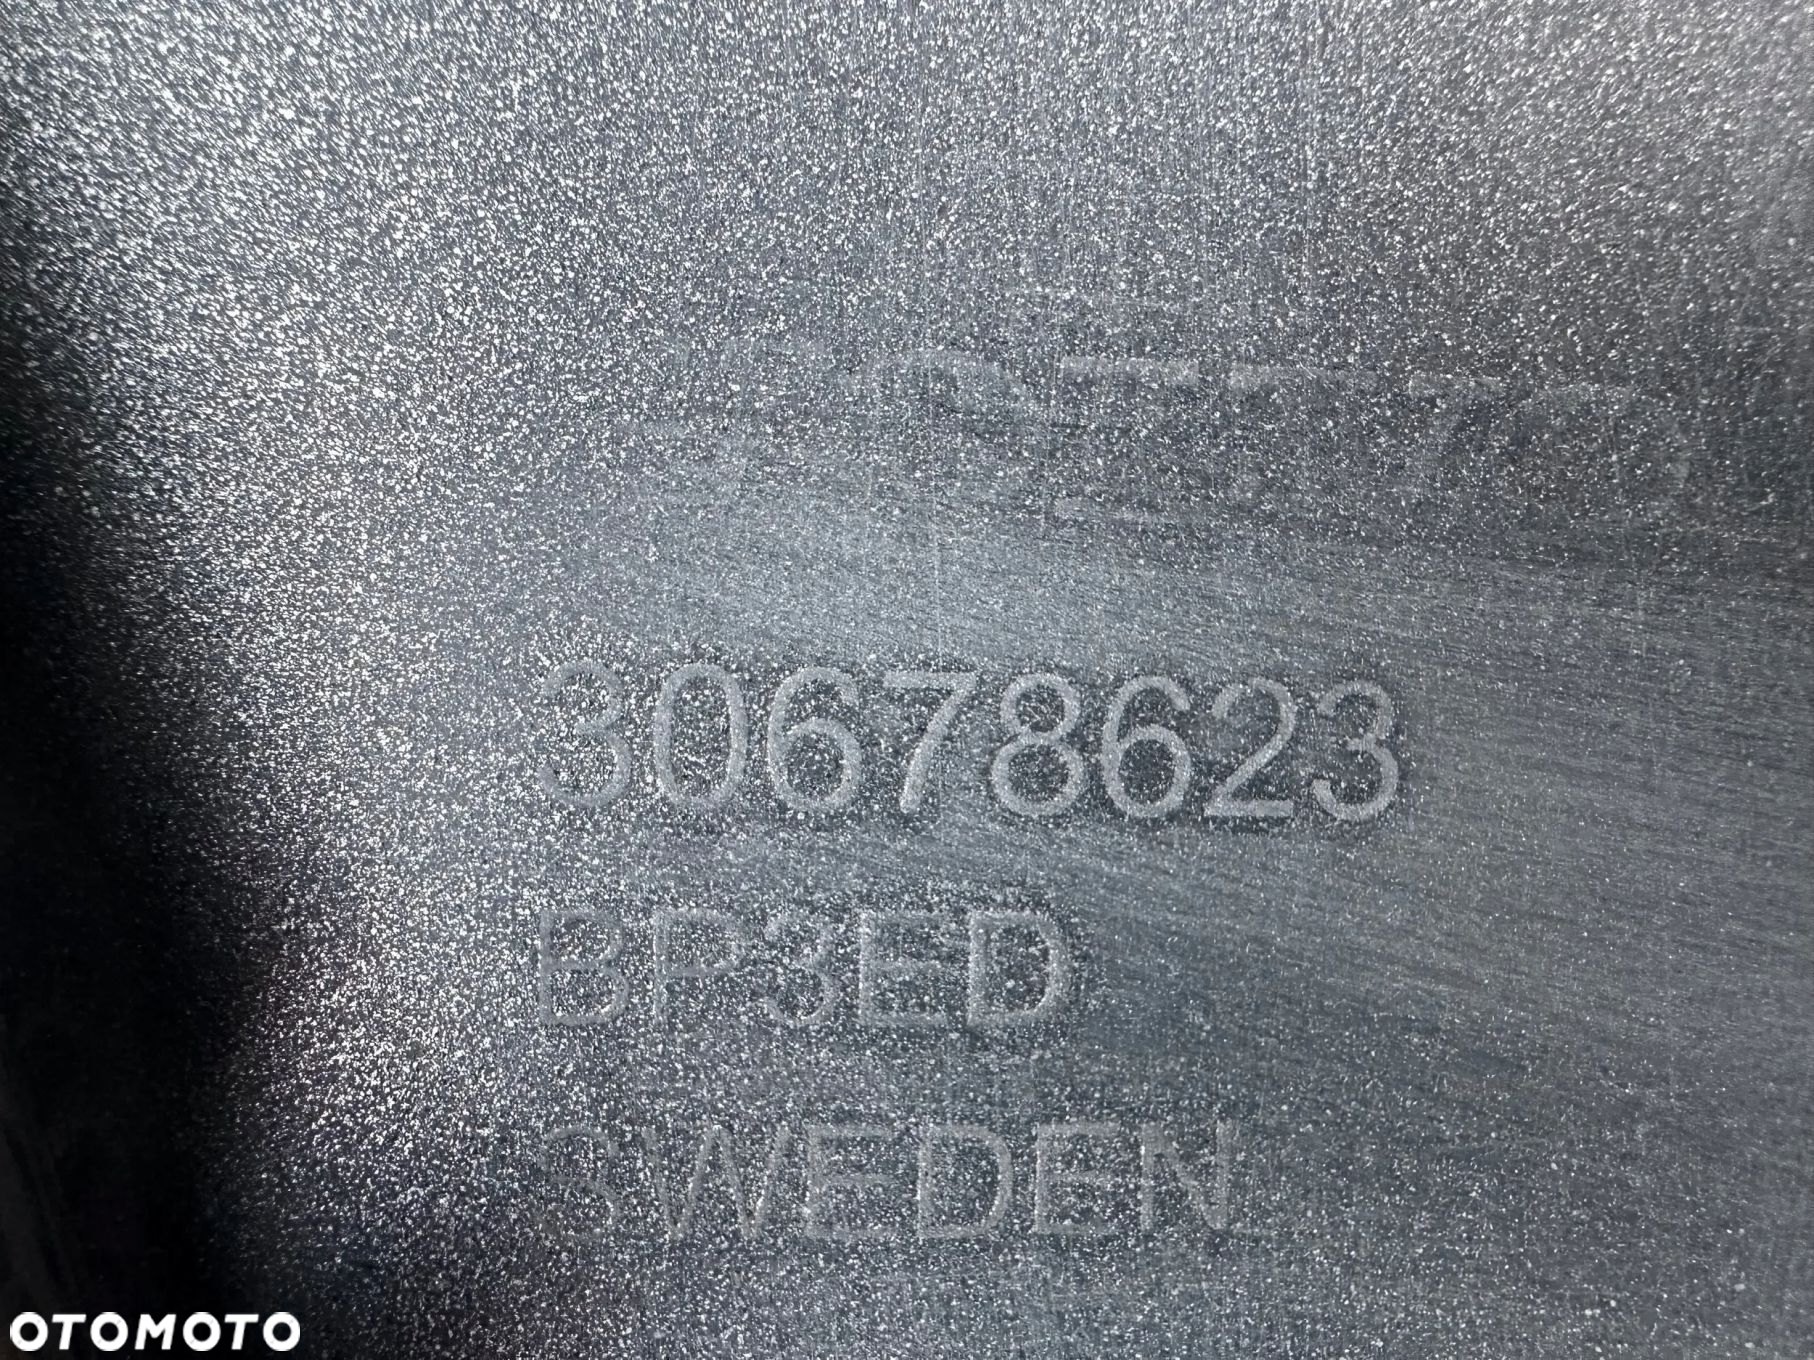 30678623
BP3ED
SWEDEN
OTOMOTO